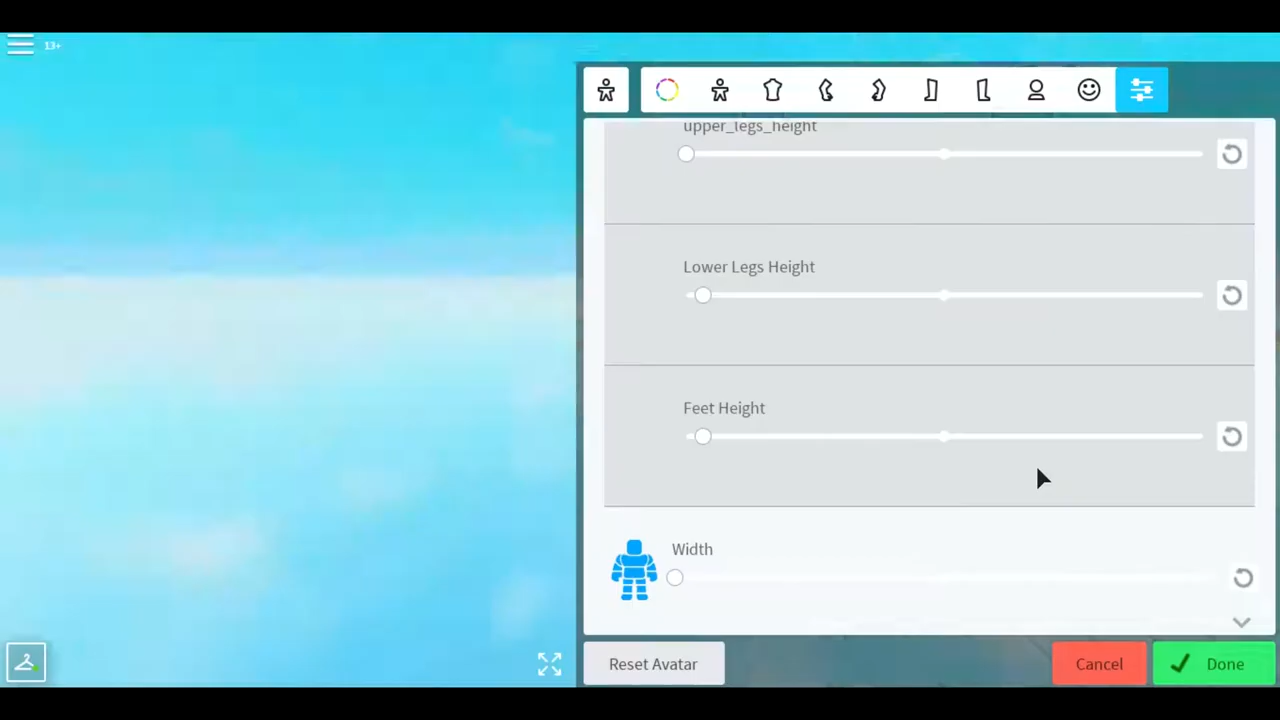 13+
upper_legs_height
Lower Legs Height
Feet Height
Width
Reset Avatar
Cancel
Done